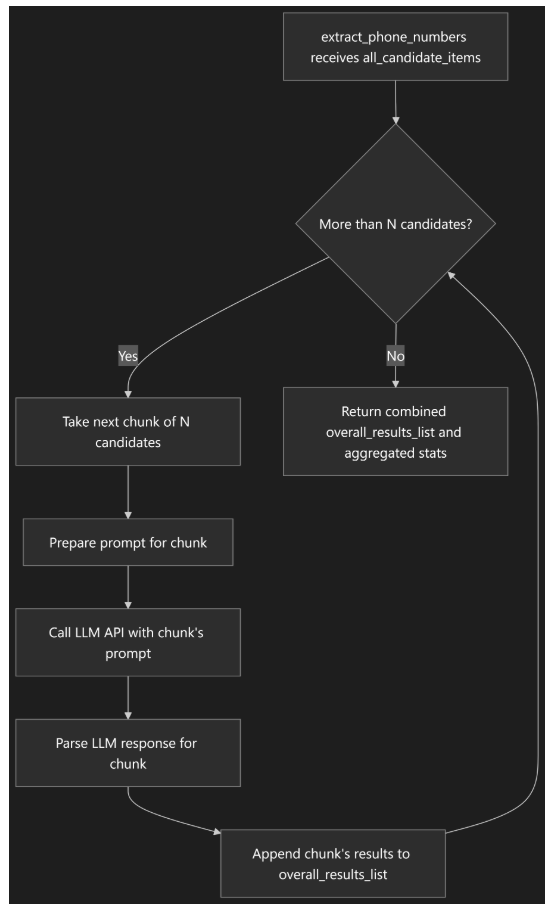 extract_phone_numbers
receives all_candidate_items
More than N candidates?
Yes
No
Take next chunk of N
candidates
Return combined
overall_results_list and
aggregated stats
Prepare prompt for chunk
Call LLM API with chunk's
prompt
Parse LLM response for
chunk
Append chunk's results to
overall_results_list